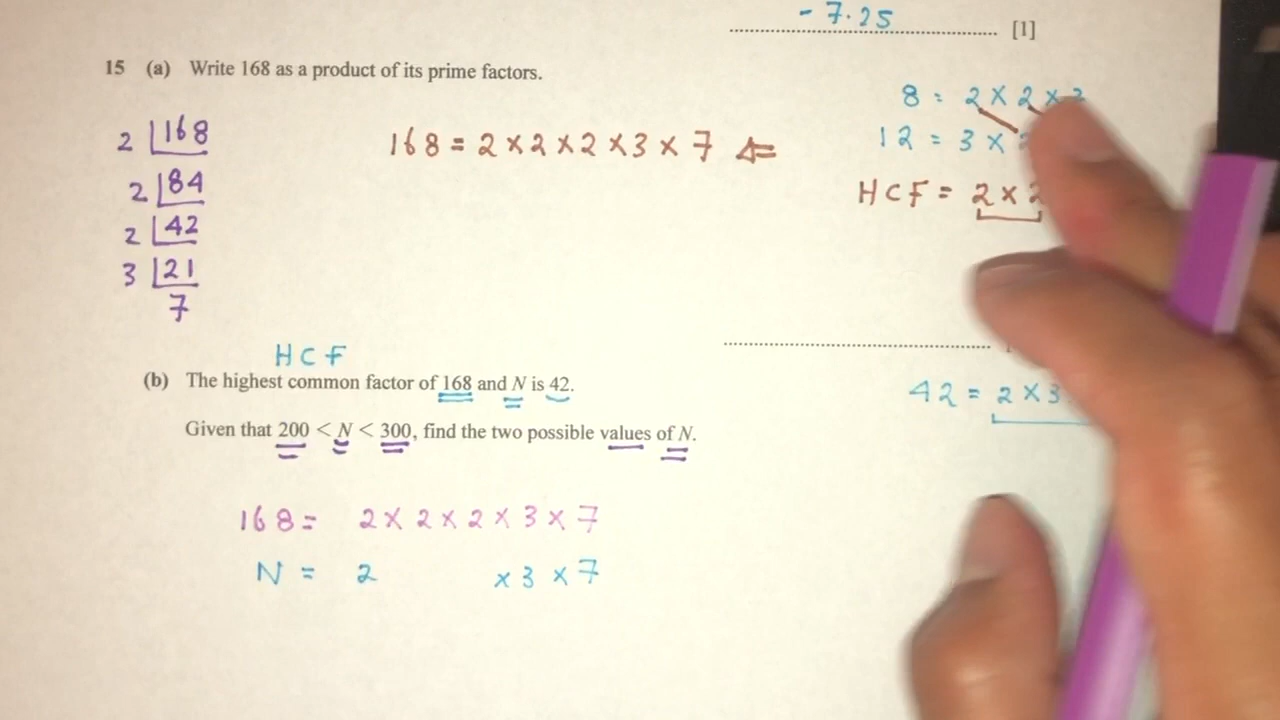 - 7.25
[1]
15 (a) Write 168 as a product of its prime factors.
2 168
2 84
2 42
3 21
7
168 = 2 × 2 × 2 × 3 × 7 ⇐
8 = 2 × 2 ×
12 = 3 ×
HCF = 2 ×
HCF
(b) The highest common factor of 168 and N is 42.
Given that 200 < N < 300, find the two possible values of N.
42 = 2 × 3
168 = 2 × 2 × 2 × 3 × 7
N = 2 × 3 × 7